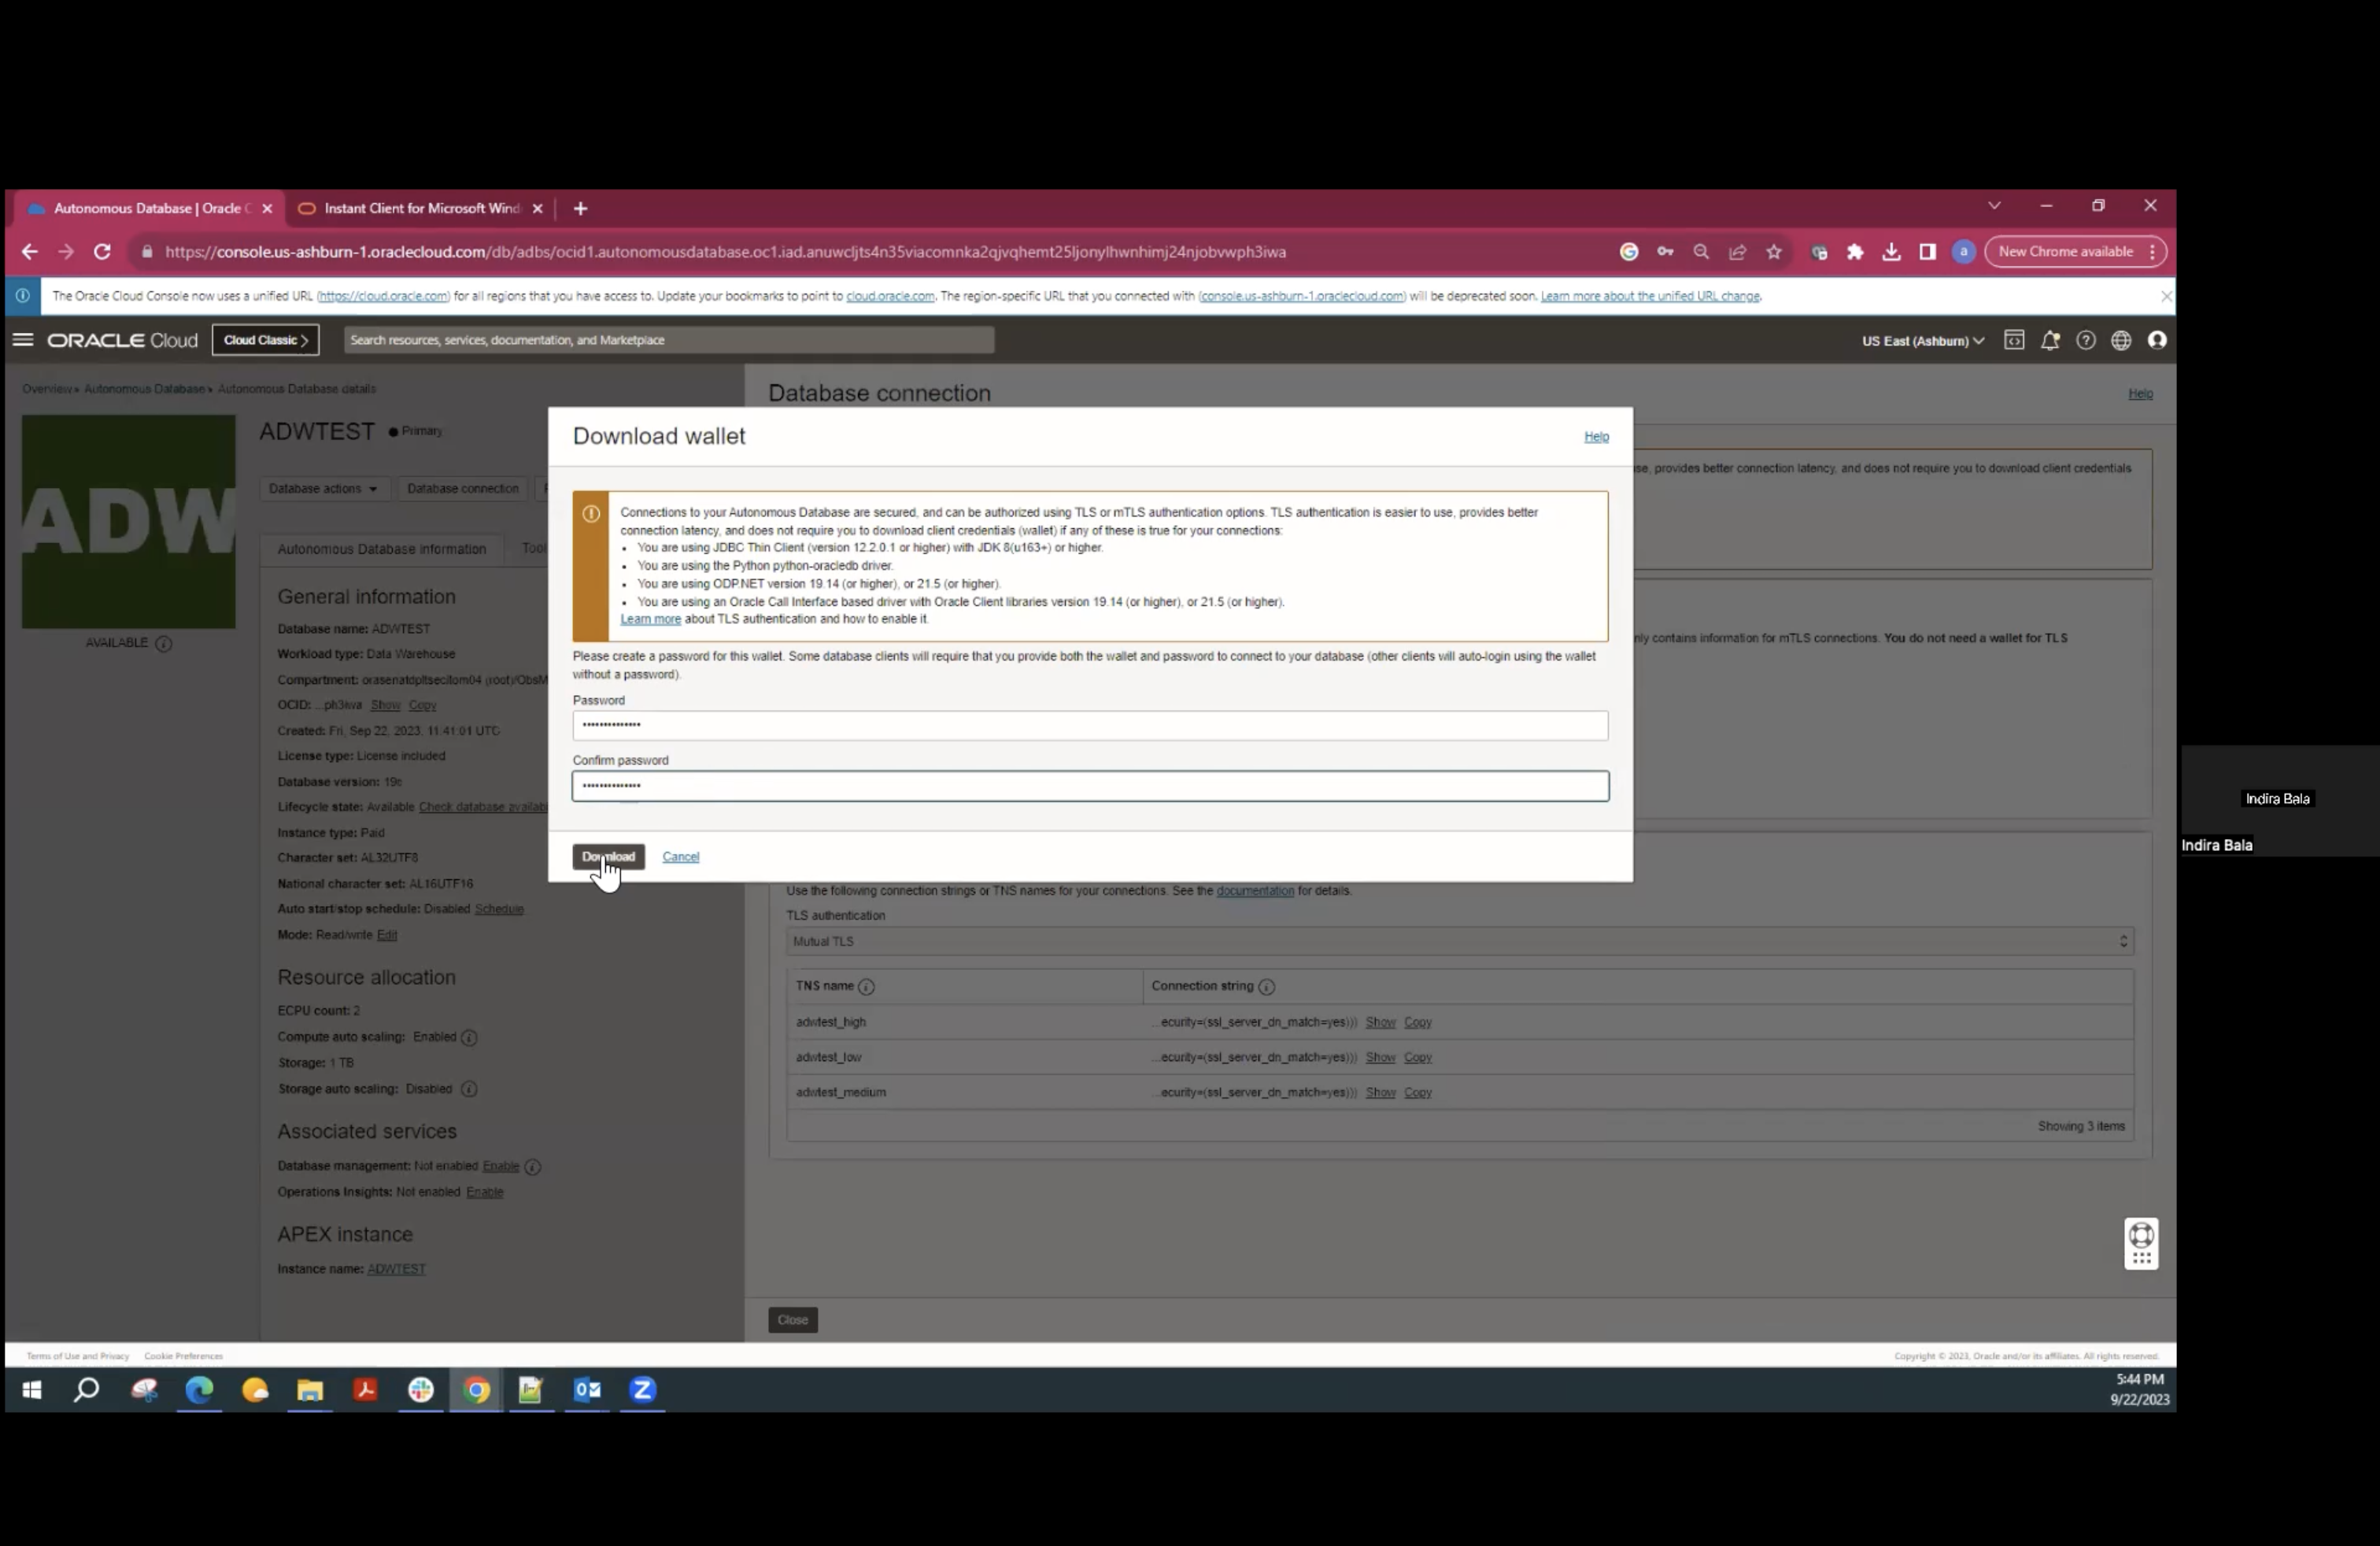 Autonomous Database | Oracle C
Instant Client for Microsoft Wind
https://console.us-ashburn-1.oraclecloud.com/db/adbs/ocid1.autonomousdatabase.oc1.iad.anuwcljts4n35viacomnka2qjvqhemt25ljonylhwnhimj24njobvwph3iwa
New Chrome available
The Oracle Cloud Console now uses a unified URL (https://cloud.oracle.com) for all regions that you have access to. Update your bookmarks to point to cloud.oracle.com. The region-specific URL that you connected with (console.us-ashburn-1.oraclecloud.com) will be deprecated soon. Learn more about the unified URL change.
ORACLE Cloud
Cloud Classic >
Search resources, services, documentation, and Marketplace
US East (Ashburn)
Overview » Autonomous Database » Autonomous Database details
ADW
AVAILABLE
ADWTEST
Primary
Database actions
Database connection
Autonomous Database information
Tool
General information
Database name: ADWTEST
Workload type: Data Warehouse
Compartment: orasenatdpltsecitom04 (root)/ObsM
OCID: ...ph3iwa Show Copy
Created: Fri, Sep 22, 2023, 11:41:01 UTC
License type: License included
Database version: 19c
Lifecycle state: Available Check database availab
Instance type: Paid
Character set: AL32UTF8
National character set: AL16UTF16
Auto start/stop schedule: Disabled Schedule
Mode: Read/write Edit
Resource allocation
ECPU count: 2
Compute auto scaling: Enabled
Storage: 1 TB
Storage auto scaling: Disabled
Associated services
Database management: Not enabled Enable
Operations Insights: Not enabled Enable
APEX instance
Instance name: ADWTEST
Database connection
Help
se, provides better connection latency, and does not require you to download client credentials
nly contains information for mTLS connections. You do not need a wallet for TLS
Download wallet
Help
Connections to your Autonomous Database are secured, and can be authorized using TLS or mTLS authentication options. TLS authentication is easier to use, provides better
connection latency, and does not require you to download client credentials (wallet) if any of these is true for your connections:
• You are using JDBC Thin Client (version 12.2.0.1 or higher) with JDK 8(u163+) or higher.
• You are using the Python python-oracledb driver.
• You are using ODP.NET version 19.14 (or higher), or 21.5 (or higher).
• You are using an Oracle Call Interface based driver with Oracle Client libraries version 19.14 (or higher), or 21.5 (or higher).
Learn more about TLS authentication and how to enable it.
Please create a password for this wallet. Some database clients will require that you provide both the wallet and password to connect to your database (other clients will auto-login using the wallet
without a password).
Password
Confirm password
Download
Cancel
Use the following connection strings or TNS names for your connections. See the documentation for details.
TLS authentication
Mutual TLS
TNS name
Connection string
adwtest_high
...ecurity=(ssl_server_dn_match=yes))) Show Copy
adwtest_low
...ecurity=(ssl_server_dn_match=yes))) Show Copy
adwtest_medium
...ecurity=(ssl_server_dn_match=yes))) Show Copy
Showing 3 items
Close
Terms of Use and Privacy
Cookie Preferences
Copyright © 2023, Oracle and/or its affiliates. All rights reserved.
5:44 PM
9/22/2023
Indira Bala
Indira Bala